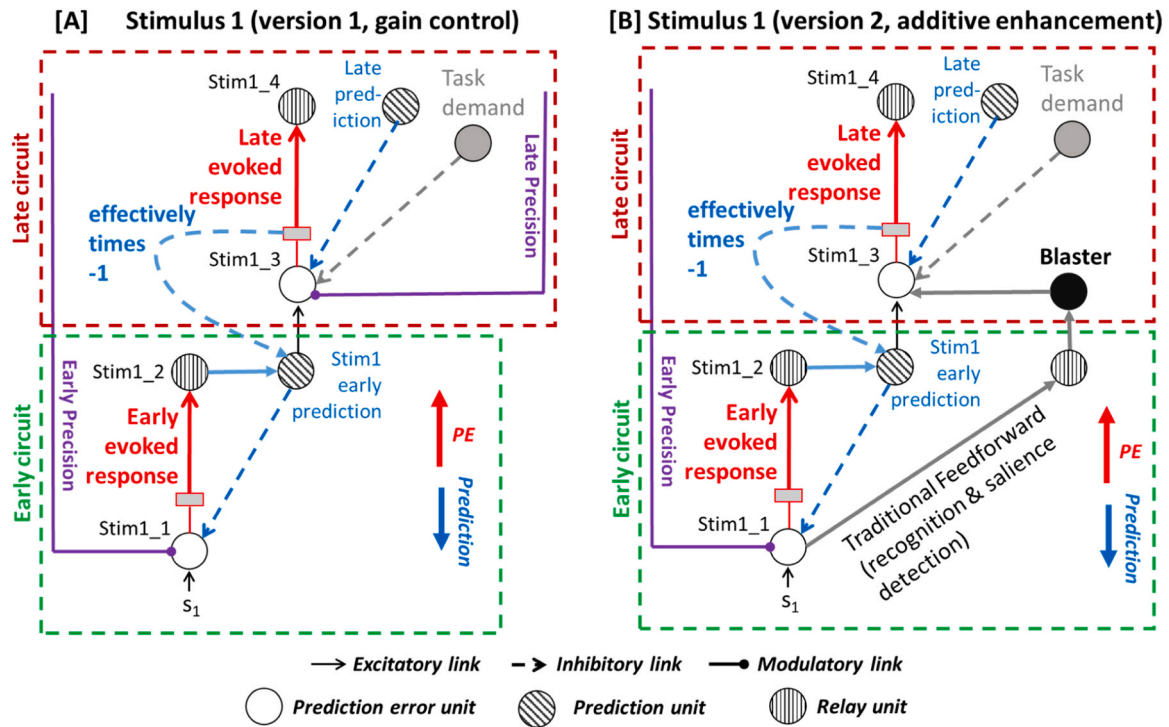 [A] Stimulus 1 (version 1, gain control)
Late circuit
Stim1_4
Late
pred-
iction
Task
demand
Late
evoked
response
Late Precision
effectively
times
-1
Stim1_3
Early circuit
Early Precision
Stim1_2
Stim1
early
prediction
Early
evoked
response
PE
Prediction
Stim1_1
s1
[B] Stimulus 1 (version 2, additive enhancement)
Late circuit
Stim1_4
Late
pred-
iction
Task
demand
Late
evoked
response
effectively
times
-1
Stim1_3
Blaster
Early circuit
Early Precision
Stim1_2
Stim1
early
prediction
Early
evoked
response
Traditional Feedforward
(recognition & salience
detection)
PE
Prediction
Stim1_1
s1
Excitatory link
Inhibitory link
Modulatory link
Prediction error unit
Prediction unit
Relay unit